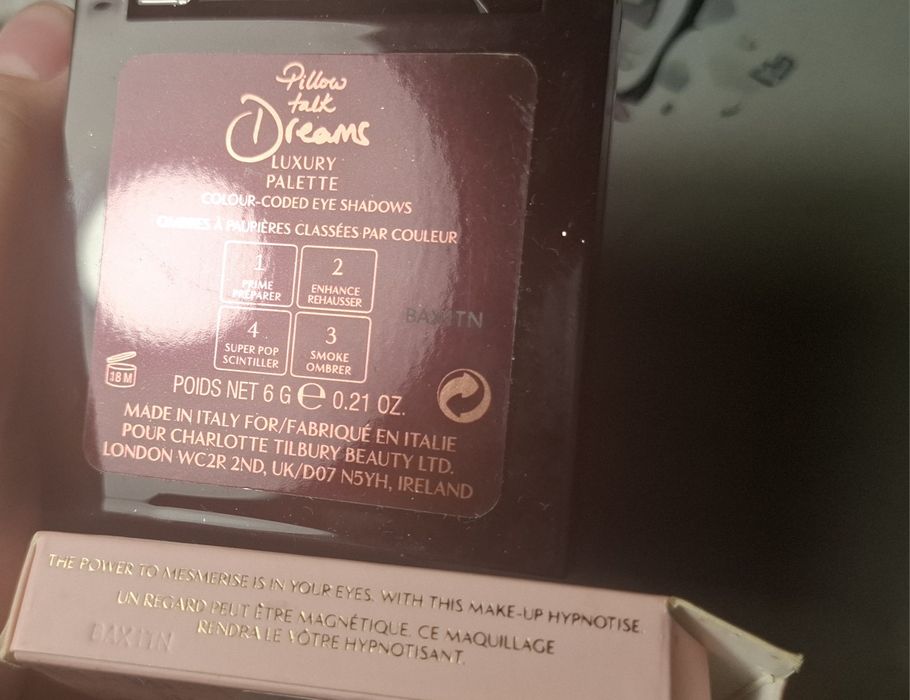 Pillow
talk
Dreams
LUXURY
PALETTE
COLOUR-CODED EYE SHADOWS
OMBRES À PAUPIÈRES CLASSÉES PAR COULEUR
1
PRIME
PRÉPARER
2
ENHANCE
REHAUSSER
4
SUPER POP
SCINTILLER
3
SMOKE
OMBRER
18 M
POIDS NET 6 G e 0.21 OZ.
MADE IN ITALY FOR/FABRIQUÉ EN ITALIE
POUR CHARLOTTE TILBURY BEAUTY LTD.
LONDON WC2R 2ND, UK/D07 N5YH, IRELAND
THE POWER TO MESMERISE IS IN YOUR EYES. WITH THIS MAKE-UP HYPNOTISE.
UN REGARD PEUT ÊTRE MAGNÉTIQUE. CE MAQUILLAGE
RENDRA LE VÔTRE HYPNOTISANT.